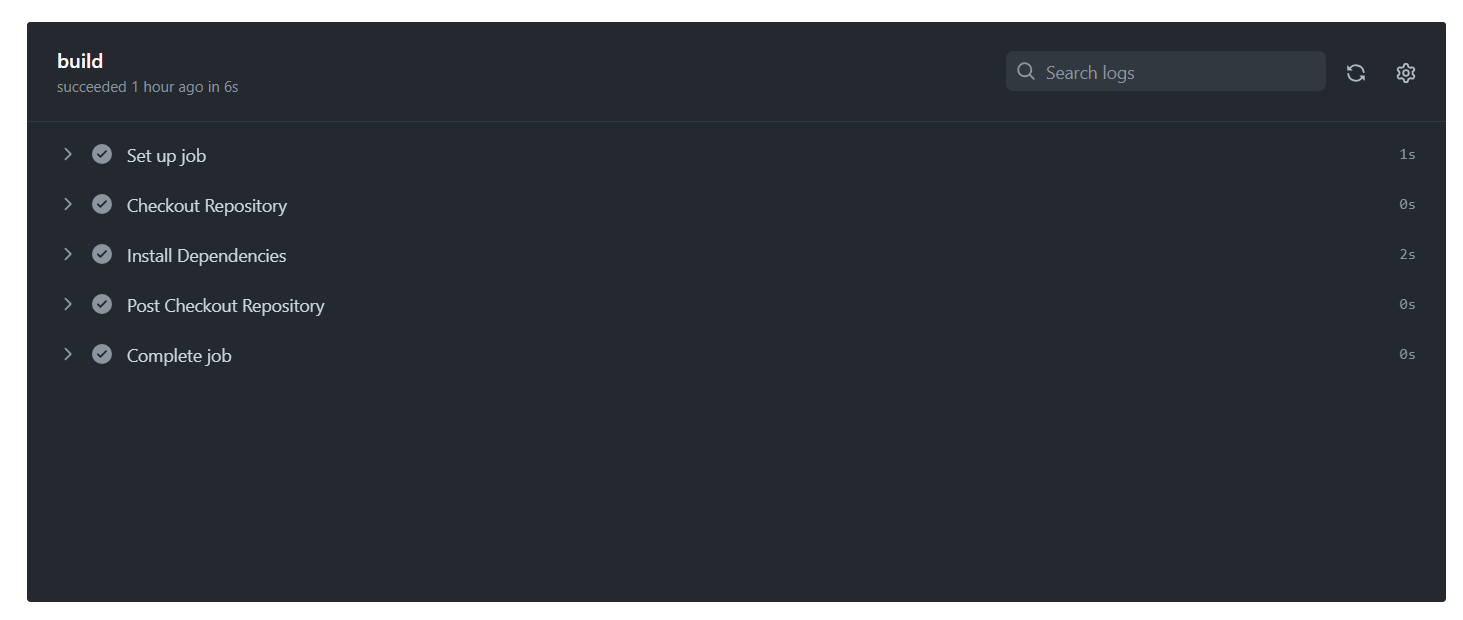 build
succeeded 1 hour ago in 6s
Search logs
Set up job 1s
Checkout Repository 0s
Install Dependencies 2s
Post Checkout Repository 0s
Complete job 0s